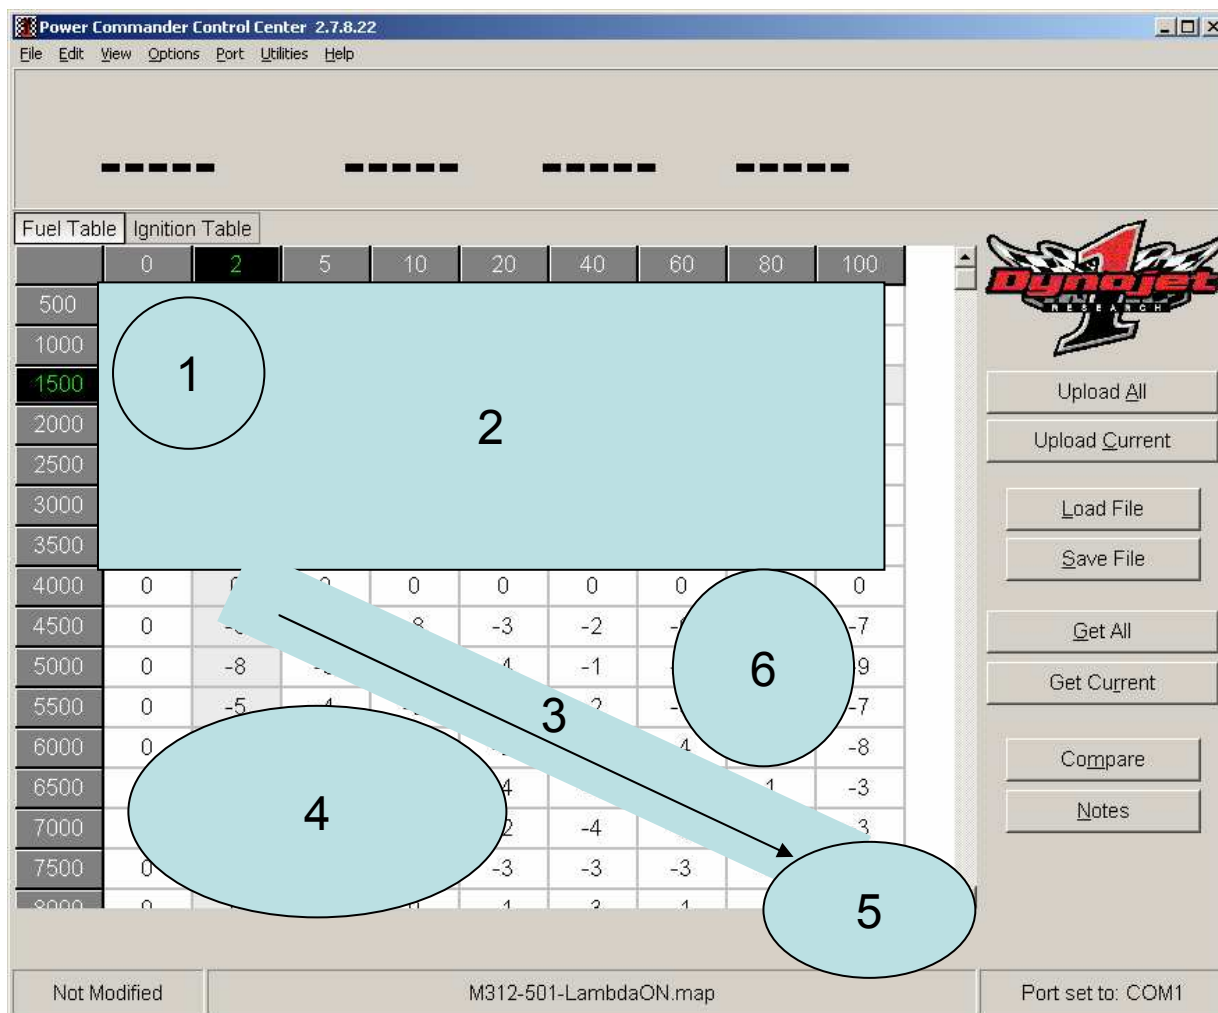 Power Commander Control Center 2.7.8.22
File Edit View Options Port Utilities Help
----- ----- ----- -----
Fuel Table Ignition Table
0 2 5 10 20 40 60 80 100
500
1000
1500
2000
2500
3000
3500
1
2
4000 0 0 0 0 0 0
4500 0 -3 -2 -7
5000 0 -8 -1 -9
5500 0 -5 -7
6000 0 -8
6500 -3
7000 -4
7500 0 -3 -3 -3
8000
3
4
5
6
Dynojet
RESEARCH
1
Upload All
Upload Current
Load File
Save File
Get All
Get Current
Compare
Notes
Not Modified M312-501-LambdaON.map Port set to: COM1